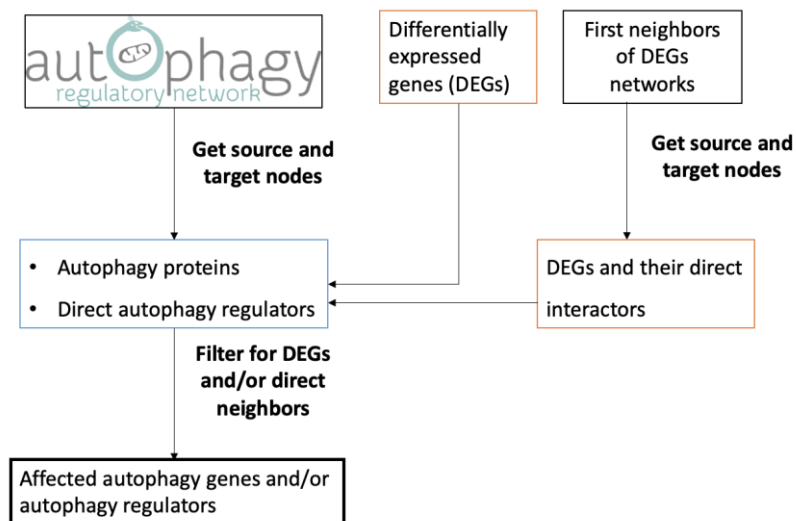 autophagy
regulatory network
Differentially
expressed
genes (DEGs)
First neighbors
of DEGs
networks
Get source and
target nodes
Get source and
target nodes
• Autophagy proteins
• Direct autophagy regulators
DEGs and their direct
interactors
Filter for DEGs
and/or direct
neighbors
Affected autophagy genes and/or
autophagy regulators